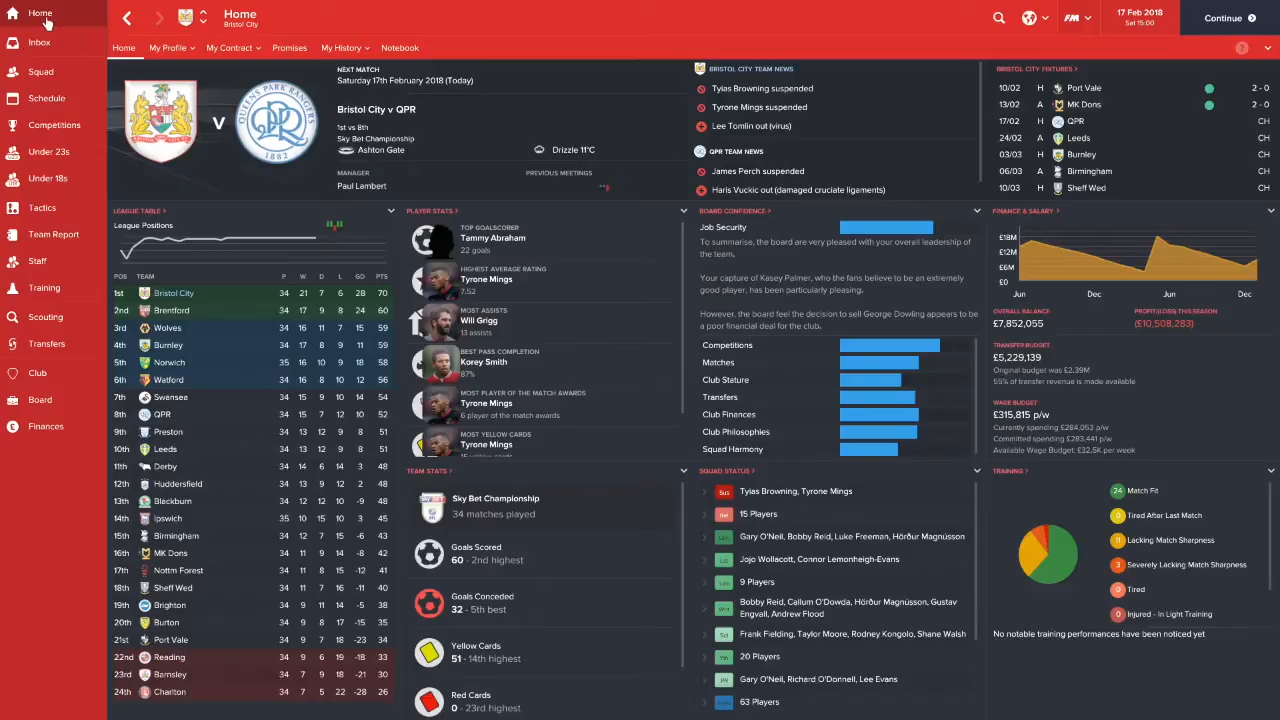 Home
Inbox
Squad
Schedule
Competitions
Under 23s
Under 18s
Tactics
Team Report
Staff
Training
Scouting
Transfers
Club
Board
Finances
Home
Bristol City
FM
17 Feb 2018
Sat 15:00
Continue
Home My Profile My Contract Promises My History Notebook
?
NEXT MATCH
Saturday 17th February 2018 (Today)
V
QUEENS PARK RANGERS
1882
Bristol City v QPR
1st vs 8th
Sky Bet Championship
Ashton Gate
Drizzle 11°C
MANAGER
PREVIOUS MEETINGS
Paul Lambert
BRISTOL CITY TEAM NEWS
Tyias Browning suspended
Tyrone Mings suspended
Lee Tomlin out (virus)
QPR TEAM NEWS
James Perch suspended
Haris Vuckic out (damaged cruciate ligaments)
BRISTOL CITY FIXTURES >
10/02 H Port Vale 2 - 0
13/02 A MK Dons 2 - 0
17/02 H QPR CH
24/02 A Leeds CH
03/03 H Burnley CH
06/03 A Birmingham CH
10/03 H Sheff Wed CH
LEAGUE TABLE >
League Positions
POS TEAM P W D L GD PTS
1st Bristol City 34 21 7 6 28 70
2nd Brentford 34 17 9 8 24 60
3rd Wolves 34 16 11 7 15 59
4th Burnley 34 17 8 9 11 59
5th Norwich 35 16 10 9 18 58
6th Watford 34 16 8 10 12 56
7th Swansea 34 15 9 10 14 54
8th QPR 34 15 7 12 10 52
9th Preston 34 13 12 9 8 51
10th Leeds 34 13 12 9 8 51
11th Derby 34 14 6 14 3 48
12th Huddersfield 34 13 9 12 2 48
13th Blackburn 34 12 12 10 -9 48
14th Ipswich 35 10 15 10 3 45
15th Birmingham 34 12 7 15 -6 43
16th MK Dons 34 11 9 14 -8 42
17th Nottm Forest 34 11 8 15 -12 41
18th Sheff Wed 34 11 7 16 -11 40
19th Brighton 34 9 11 14 -5 38
20th Burton 34 9 8 17 -15 35
21st Port Vale 34 9 7 18 -23 34
22nd Reading 34 9 6 19 -18 33
23rd Barnsley 34 7 9 18 -21 30
24th Charlton 34 7 5 22 -28 26
PLAYER STATS >
TOP GOALSCORER
Tammy Abraham
22 goals
HIGHEST AVERAGE RATING
Tyrone Mings
7.52
MOST ASSISTS
Will Grigg
13 assists
BEST PASS COMPLETION
Korey Smith
87%
MOST PLAYER OF THE MATCH AWARDS
Tyrone Mings
6 player of the match awards
MOST YELLOW CARDS
Tyrone Mings
15 yellow cards
TEAM STATS >
Sky Bet Championship
34 matches played
Goals Scored
60 - 2nd highest
Goals Conceded
32 - 5th best
Yellow Cards
51 - 14th highest
Red Cards
0 - 23rd highest
BOARD CONFIDENCE >
Job Security
To summarise, the board are very pleased with your overall leadership of
the team.
Your capture of Kasey Palmer, who the fans believe to be an extremely
good player, has been particularly pleasing.
However, the board feel the decision to sell George Dowling appears to be
a poor financial deal for the club.
Competitions
Matches
Club Stature
Transfers
Club Finances
Club Philosophies
Squad Harmony
SQUAD STATUS >
Sus Tyias Browning, Tyrone Mings
Ine 15 Players
Gary O'Neil, Bobby Reid, Luke Freeman, Hörður Magnússon
Jojo Wollacott, Connor Lemonheigh-Evans
9 Players
Wnt Bobby Reid, Callum O'Dowda, Hörður Magnússon, Gustav
Engvall, Andrew Flood
Frank Fielding, Taylor Moore, Rodney Kongolo, Shane Walsh
20 Players
PR Gary O'Neil, Richard O'Donnell, Lee Evans
63 Players
FINANCE & SALARY >
£18M
£12M
£6M
£0
Jun Dec Jun Dec
OVERALL BALANCE
£7,852,055
PROFIT/(LOSS) THIS SEASON
(£10,508,283)
TRANSFER BUDGET
£5,229,139
Original budget was £2.39M
55% of transfer revenue is made available
WAGE BUDGET
£315,815 p/w
Currently spending £284,053 p/w
Committed spending £283,441 p/w
Available Wage Budget: £32.5K per week
TRAINING >
24 Match Fit
0 Tired After Last Match
11 Lacking Match Sharpness
3 Severely Lacking Match Sharpness
0 Tired
0 Injured - In Light Training
No notable training performances have been noticed yet